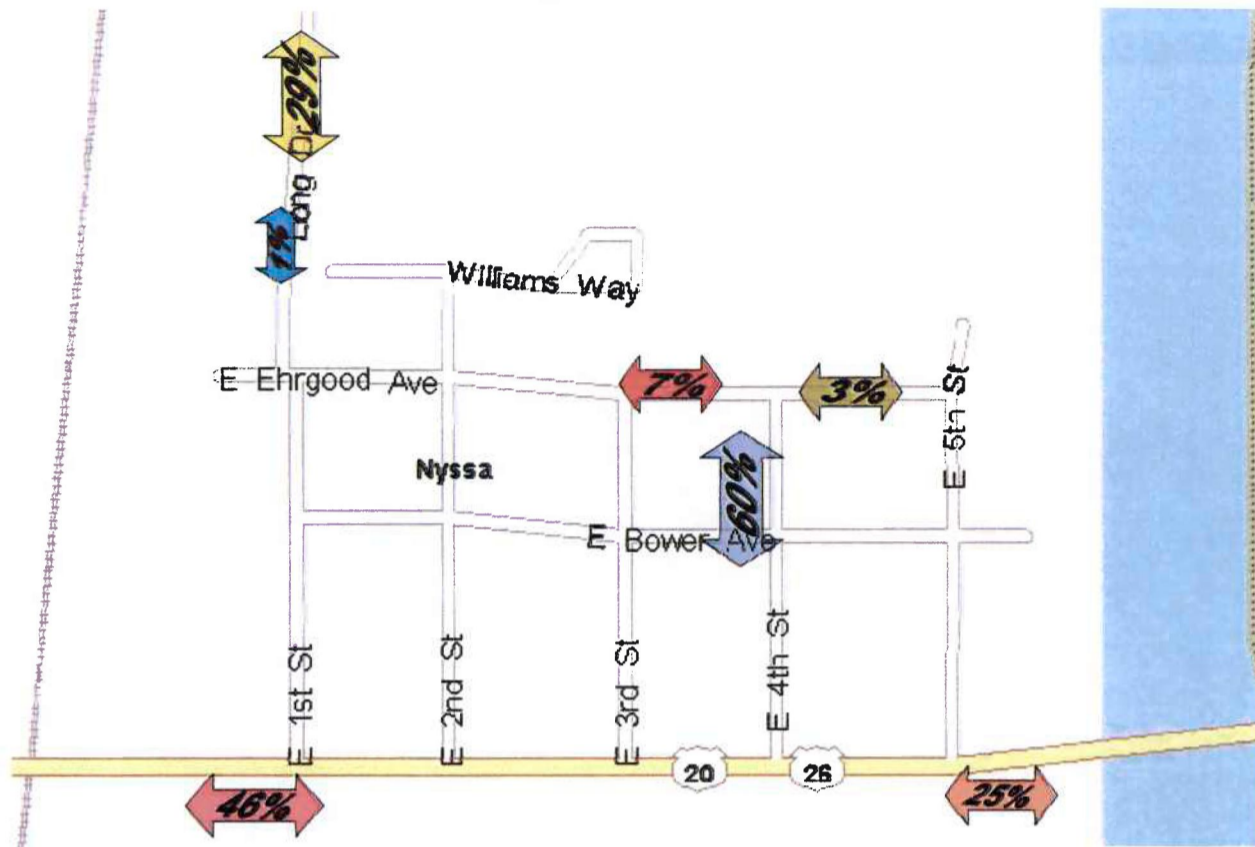 29%
Long Dr
1%
Williams Way
E Ehrgood Ave
7%
3%
E 5th St
Nyssa
60%
E Bower Ave
E 1st St
E 2nd St
E 3rd St
E 4th St
20
26
46%
25%